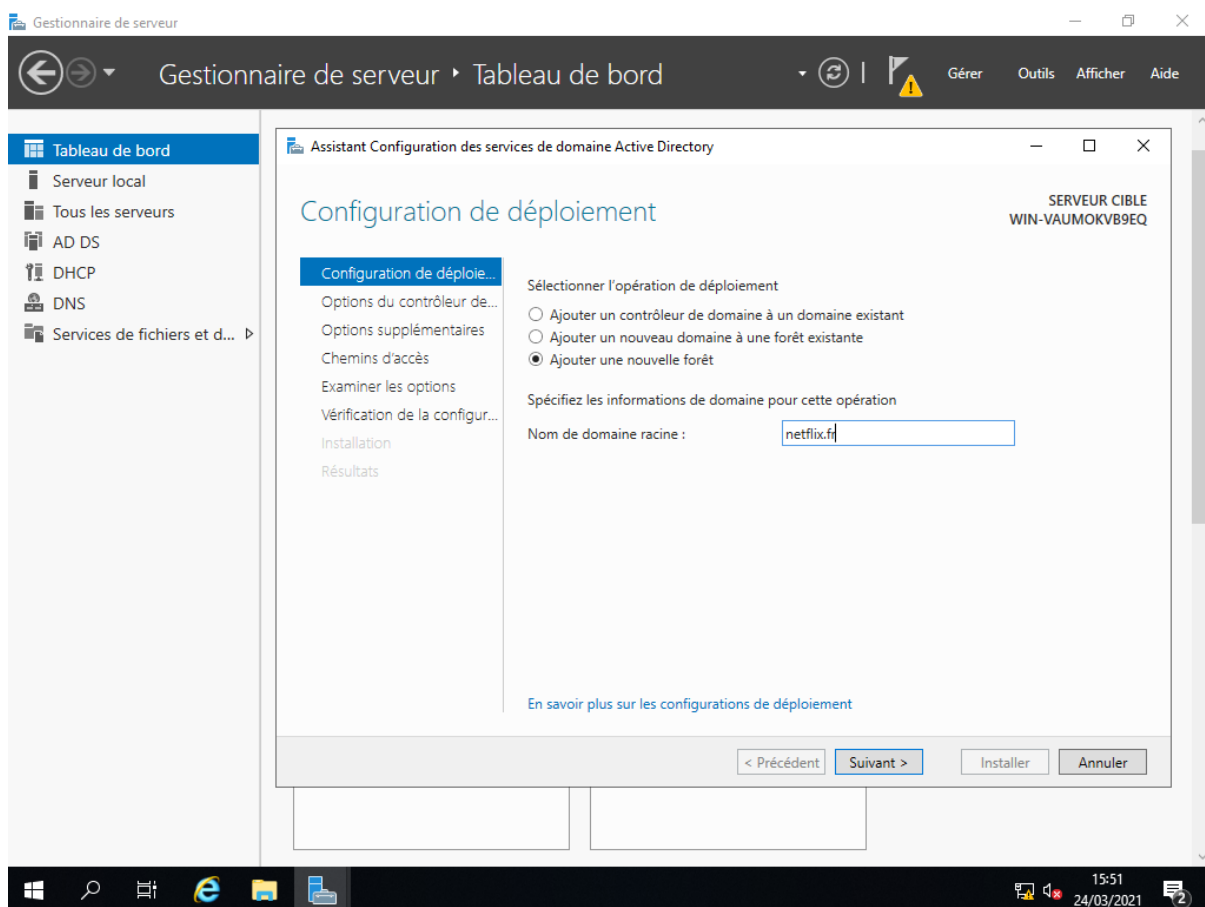 Gestionnaire de serveur
Gestionnaire de serveur ‣ Tableau de bord
Gérer Outils Afficher Aide
Tableau de bord
Serveur local
Tous les serveurs
AD DS
DHCP
DNS
Services de fichiers et d...
Assistant Configuration des services de domaine Active Directory
Configuration de déploiement
SERVEUR CIBLE
WIN-VAUMOKVB9EQ
Configuration de déploie...
Options du contrôleur de...
Options supplémentaires
Chemins d'accès
Examiner les options
Vérification de la configur...
Installation
Résultats
Sélectionner l'opération de déploiement
Ajouter un contrôleur de domaine à un domaine existant
Ajouter un nouveau domaine à une forêt existante
Ajouter une nouvelle forêt
Spécifiez les informations de domaine pour cette opération
Nom de domaine racine : netflix.fr
En savoir plus sur les configurations de déploiement
< Précédent Suivant > Installer Annuler
15:51
24/03/2021
2